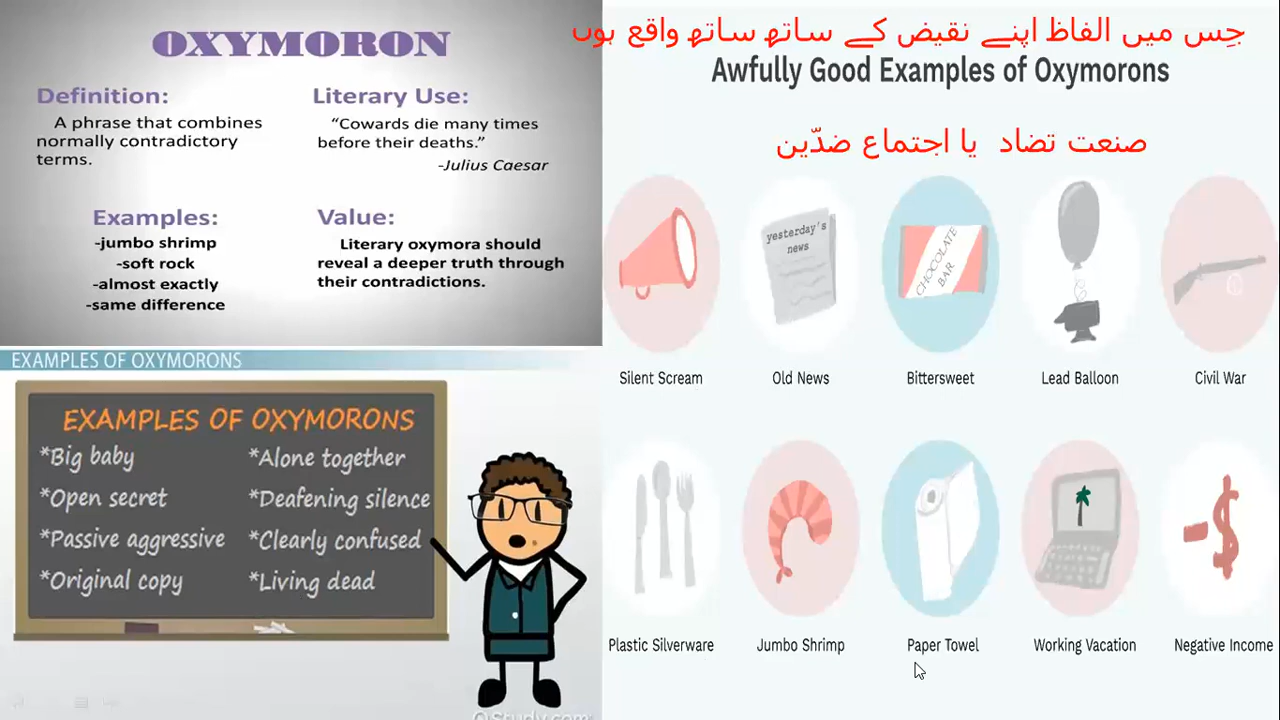 OXYMORON
Definition:
A phrase that combines
normally contradictory
terms.
Literary Use:
“Cowards die many times
before their deaths.”
-Julius Caesar
Examples:
-jumbo shrimp
-soft rock
-almost exactly
-same difference
Value:
Literary oxymora should
reveal a deeper truth through
their contradictions.
EXAMPLES OF OXYMORONS
EXAMPLES OF OXYMORONS
*Big baby
*Open secret
*Passive aggressive
*Original copy
*Alone together
*Deafening silence
*Clearly confused
*Living dead
Study.com
جِس میں الفاظ اپنے نقیض کے ساتھ ساتھ واقع ہوں
Awfully Good Examples of Oxymorons
صنعت تضاد یا اجتماع ضدّین
yesterday's
news
CHOCOLATE
BAR
Silent Scream
Old News
Bittersweet
Lead Balloon
Civil War
$
Plastic Silverware
Jumbo Shrimp
Paper Towel
Working Vacation
Negative Income